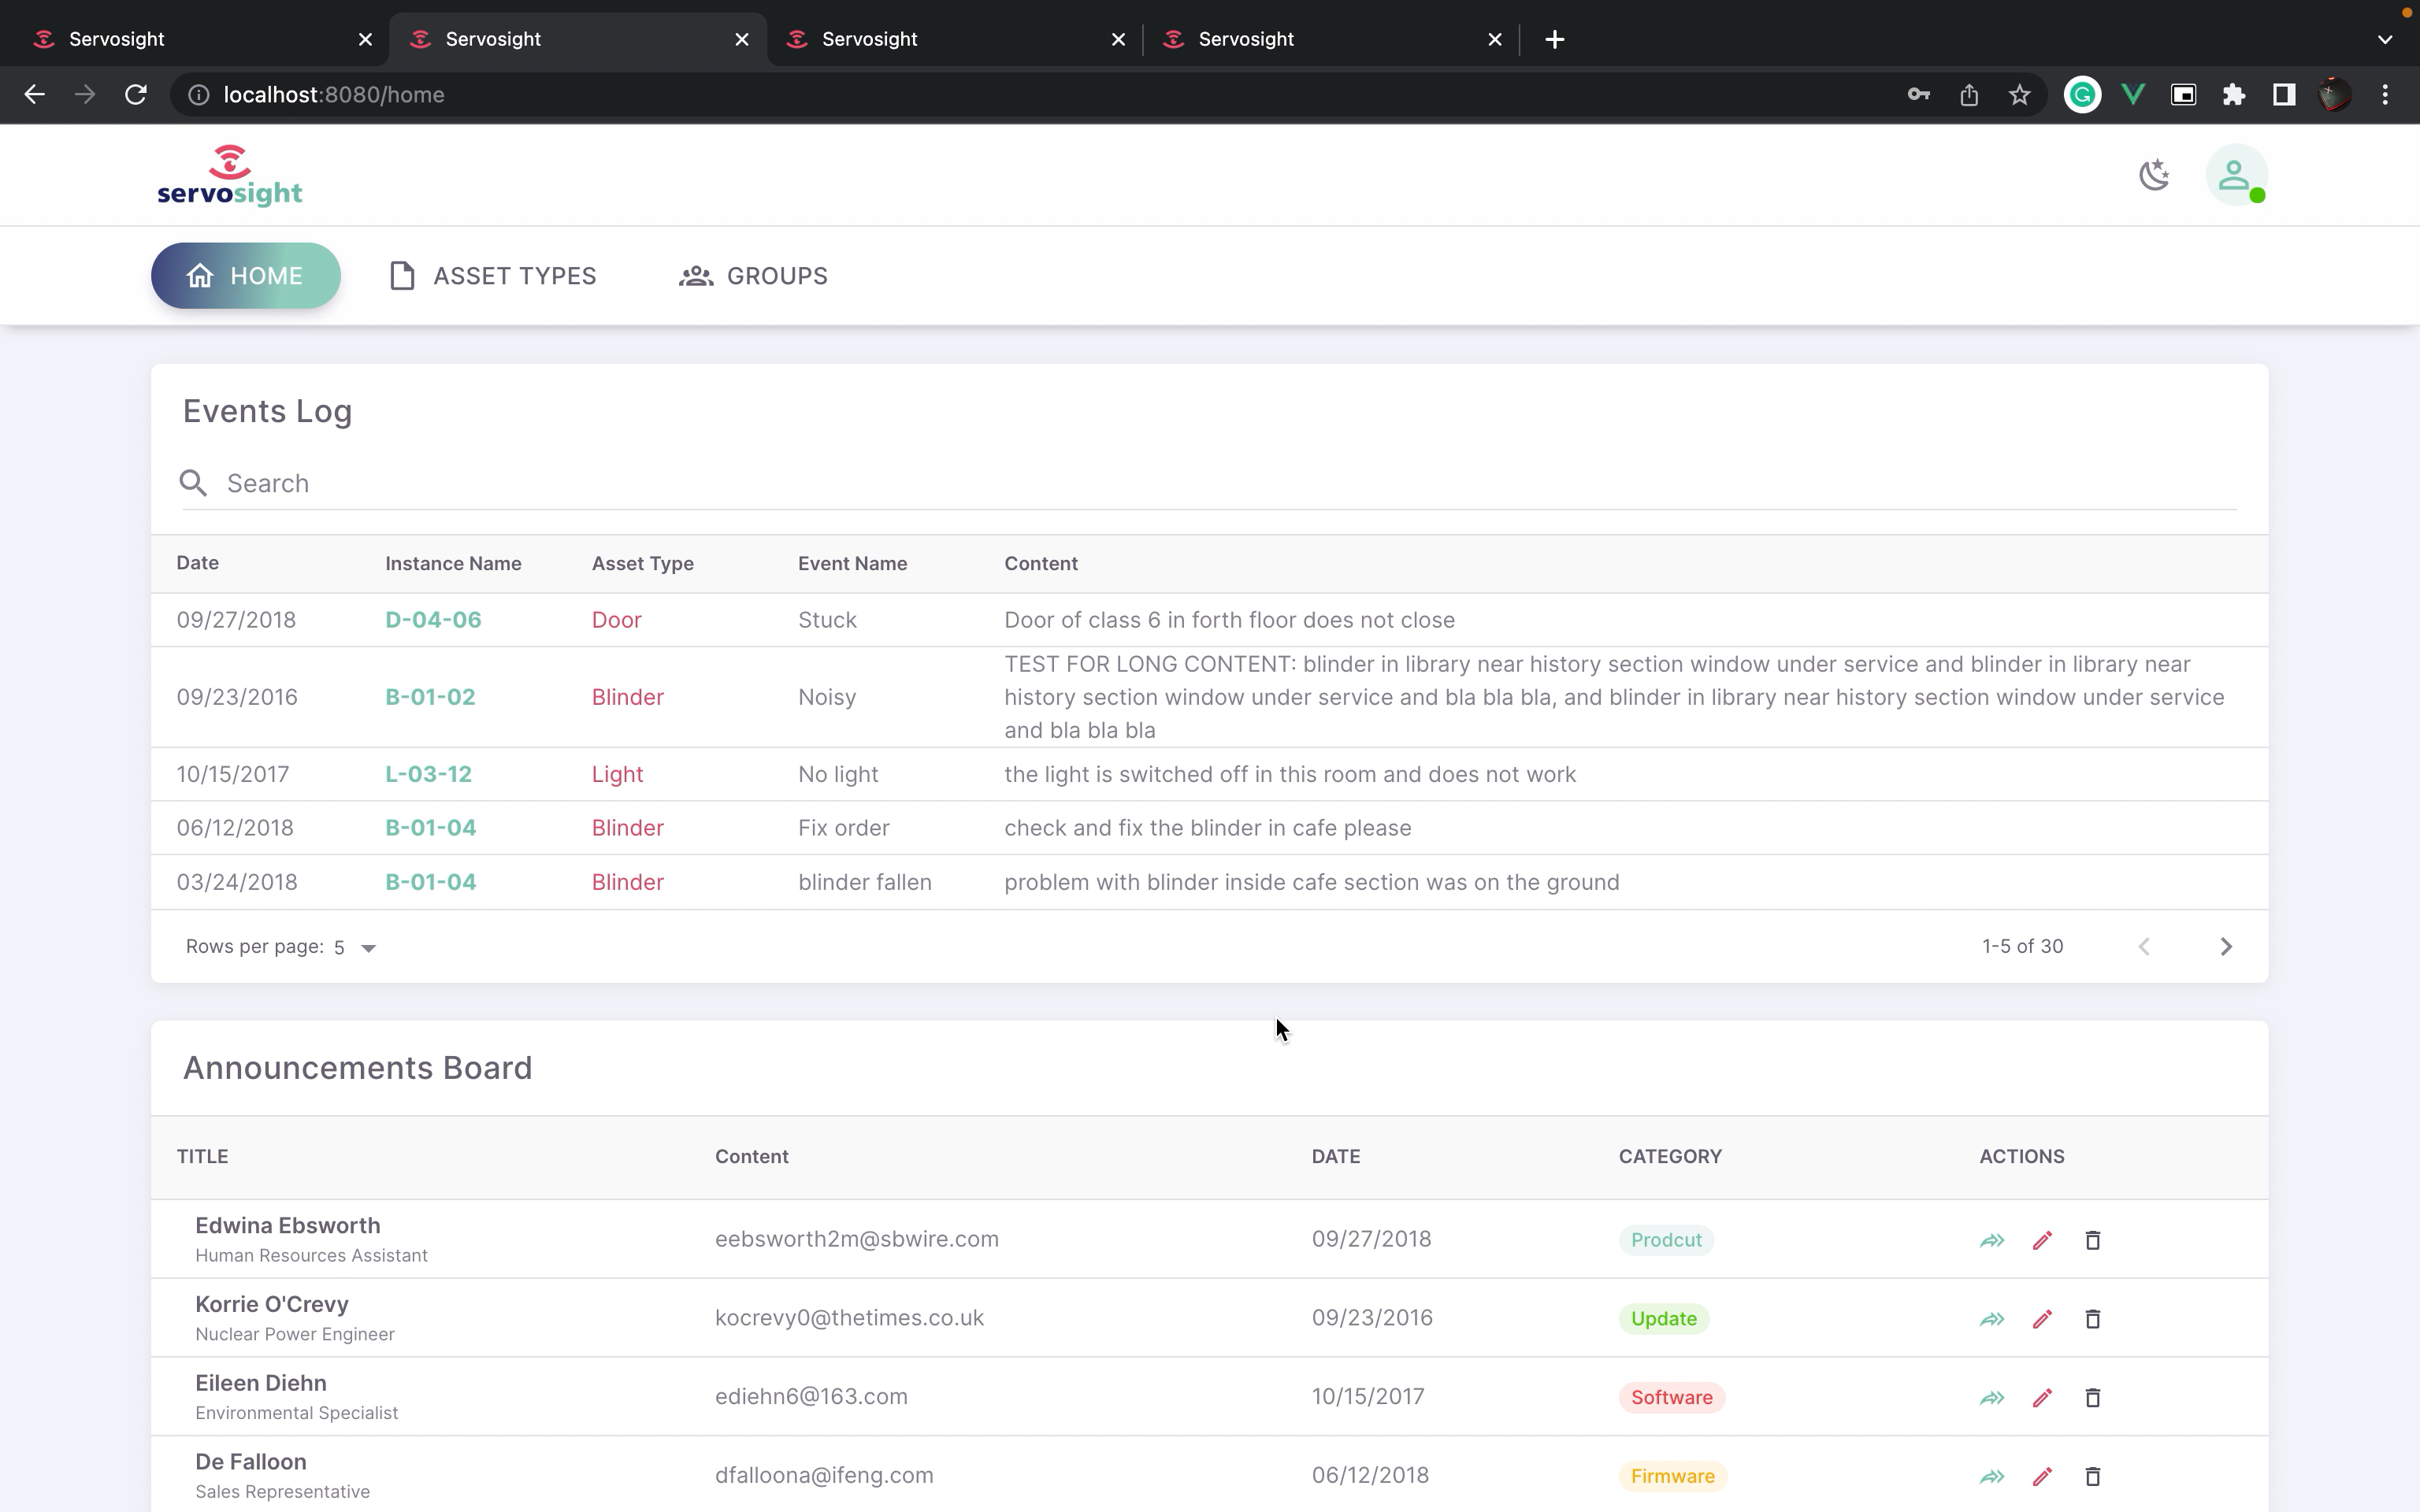 Servosight
Servosight
Servosight
Servosight
localhost:8080/home
servosight
HOME
ASSET TYPES
GROUPS
Events Log
Search
Date Instance Name Asset Type Event Name Content
09/27/2018 D-04-06 Door Stuck Door of class 6 in forth floor does not close
TEST FOR LONG CONTENT: blinder in library near history section window under service and blinder in library near
09/23/2016 B-01-02 Blinder Noisy history section window under service and bla bla bla, and blinder in library near history section window under service
and bla bla bla
10/15/2017 L-03-12 Light No light the light is switched off in this room and does not work
06/12/2018 B-01-04 Blinder Fix order check and fix the blinder in cafe please
03/24/2018 B-01-04 Blinder blinder fallen problem with blinder inside cafe section was on the ground
Rows per page: 5 1-5 of 30
Announcements Board
TITLE Content DATE CATEGORY ACTIONS
Edwina Ebsworth
Human Resources Assistant
eebsworth2m@sbwire.com 09/27/2018 Prodcut
Korrie O'Crevy
Nuclear Power Engineer
kocrevy0@thetimes.co.uk 09/23/2016 Update
Eileen Diehn
Environmental Specialist
ediehn6@163.com 10/15/2017 Software
De Falloon
Sales Representative
dfalloona@ifeng.com 06/12/2018 Firmware